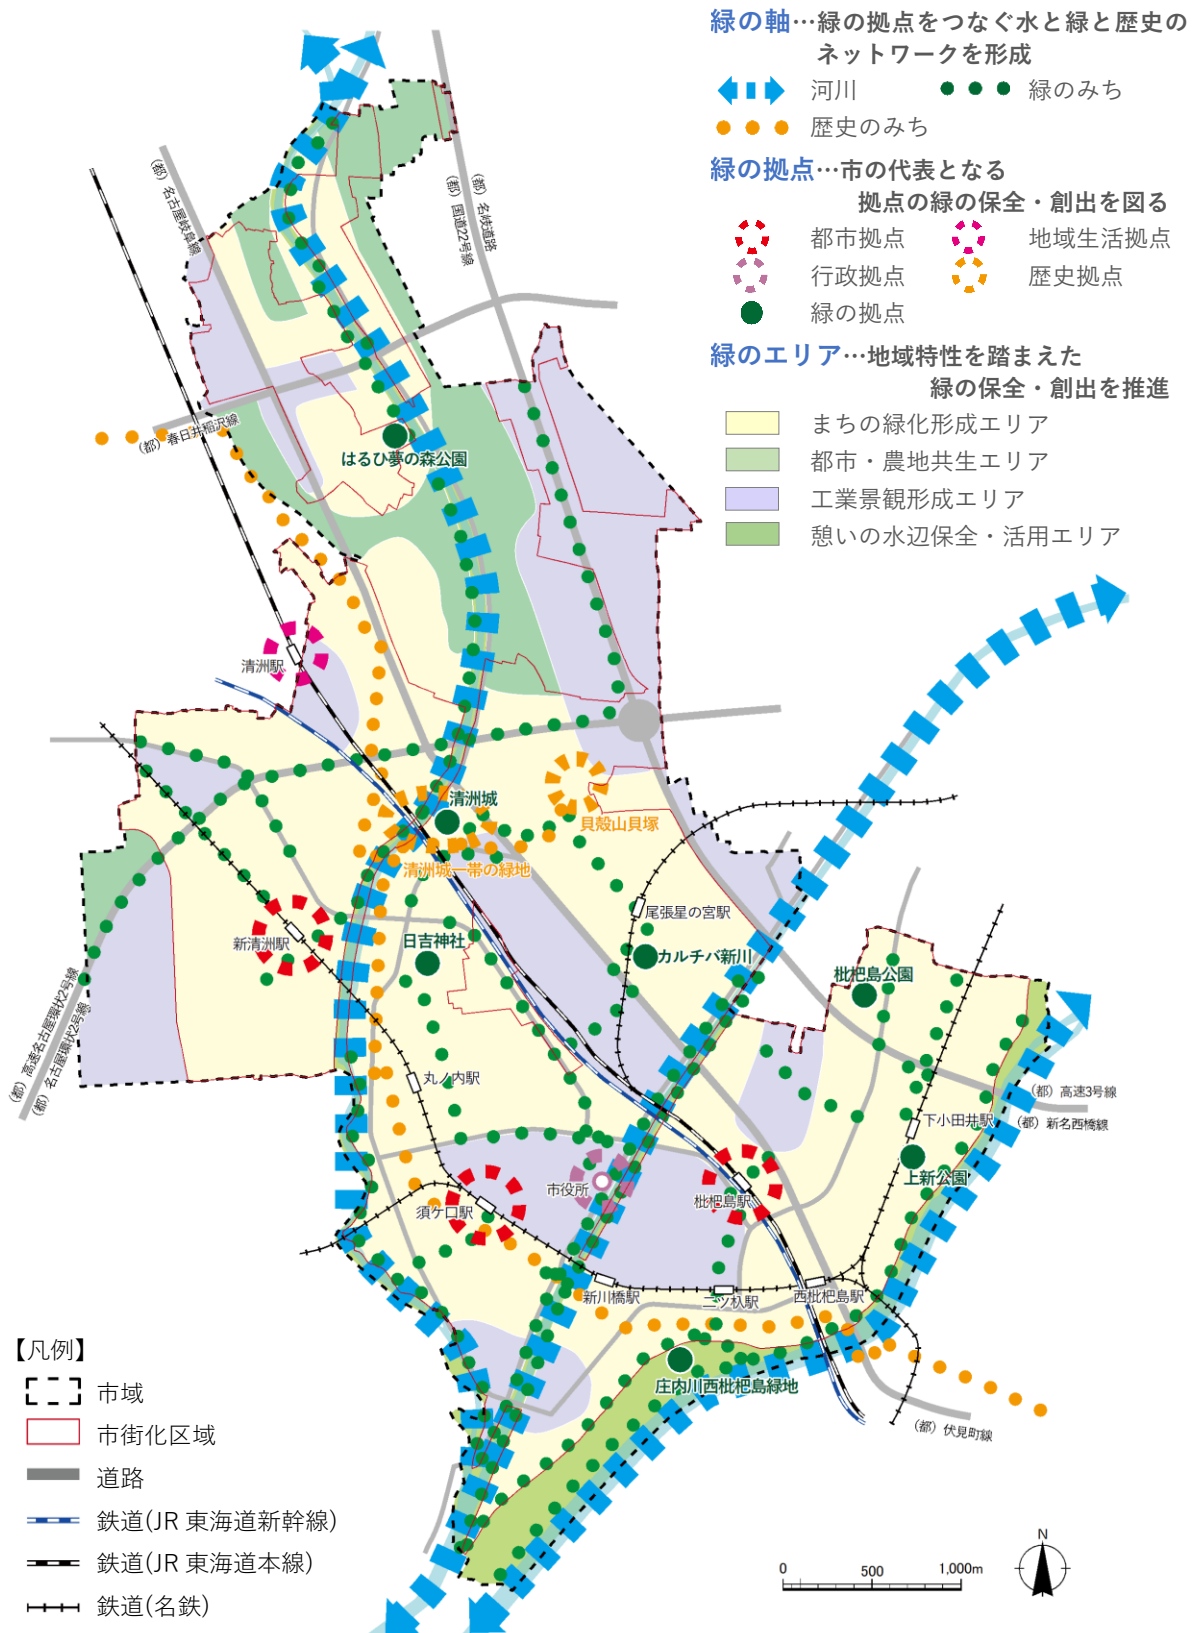 緑の軸…緑の拠点をつなぐ水と緑と歴史の
ネットワークを形成
河川
緑のみち
歴史のみち
緑の拠点…市の代表となる
拠点の緑の保全・創出を図る
都市拠点
地域生活拠点
行政拠点
歴史拠点
緑の拠点
緑のエリア…地域特性を踏まえた
緑の保全・創出を推進
まちの緑化形成エリア
都市・農地共生エリア
工業景観形成エリア
憩いの水辺保全・活用エリア
（都）名古屋岐阜線
（都）名岐道路
（都）国道22号線
（都）春日井稲沢線
はるひ夢の森公園
清洲駅
清洲城
貝殻山貝塚
清洲城一帯の緑地
尾張星の宮駅
新清洲駅
日吉神社
カルチバ新川
枇杷島公園
（都）高速名古屋環状2号線
（都）名古屋環状2号線
丸ノ内駅
（都）高速3号線
（都）新名西橋線
下小田井駅
上新公園
市役所
枇杷島駅
須ケ口駅
新川橋駅
二ツ杁駅
西枇杷島駅
庄内川西枇杷島緑地
（都）伏見町線
【凡例】
市域
市街化区域
道路
鉄道(JR 東海道新幹線)
鉄道(JR 東海道本線)
鉄道(名鉄)
0 500 1,000m
N